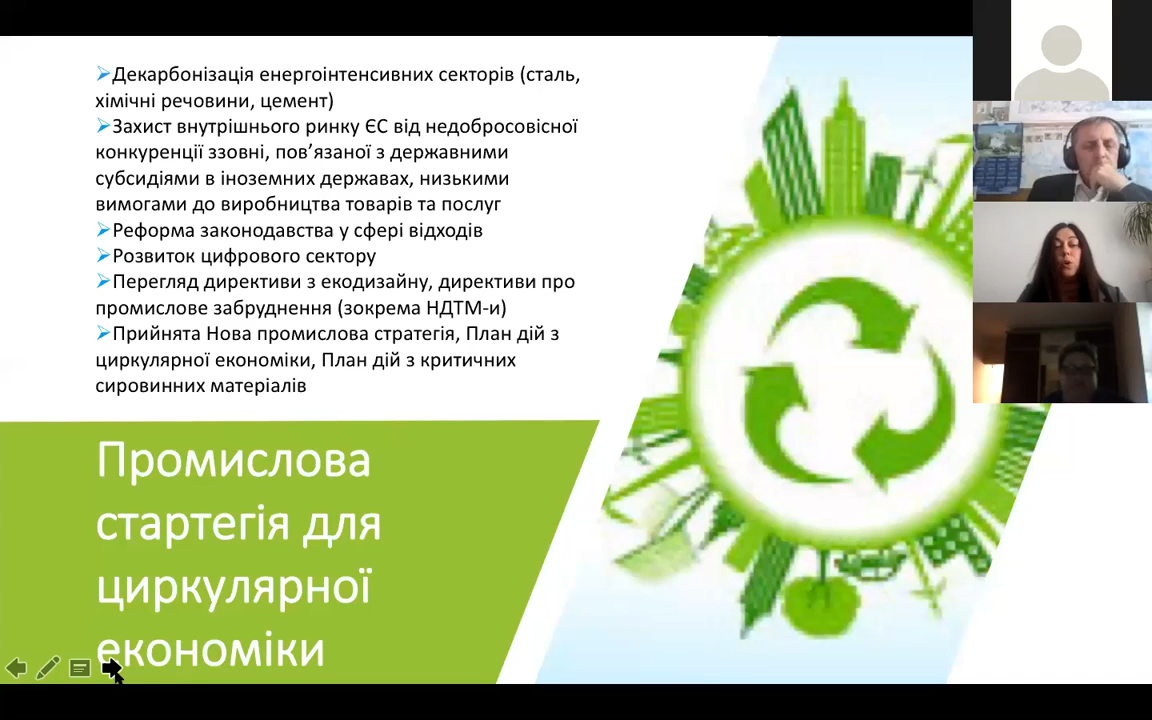 ➢Декарбонізація енергоінтенсивних секторів (сталь,
хімічні речовини, цемент)
➢Захист внутрішнього ринку ЄС від недобросовісної
конкуренції ззовні, пов’язаної з державними
субсидіями в іноземних державах, низькими
вимогами до виробництва товарів та послуг
➢Реформа законодавства у сфері відходів
➢Розвиток цифрового сектору
➢Перегляд директиви з екодизайну, директиви про
промислове забруднення (зокрема НДТМ-и)
➢Прийнята Нова промислова стратегія, План дій з
циркулярної економіки, План дій з критичних
сировинних матеріалів
Промислова
стартегія для
циркулярної
економіки